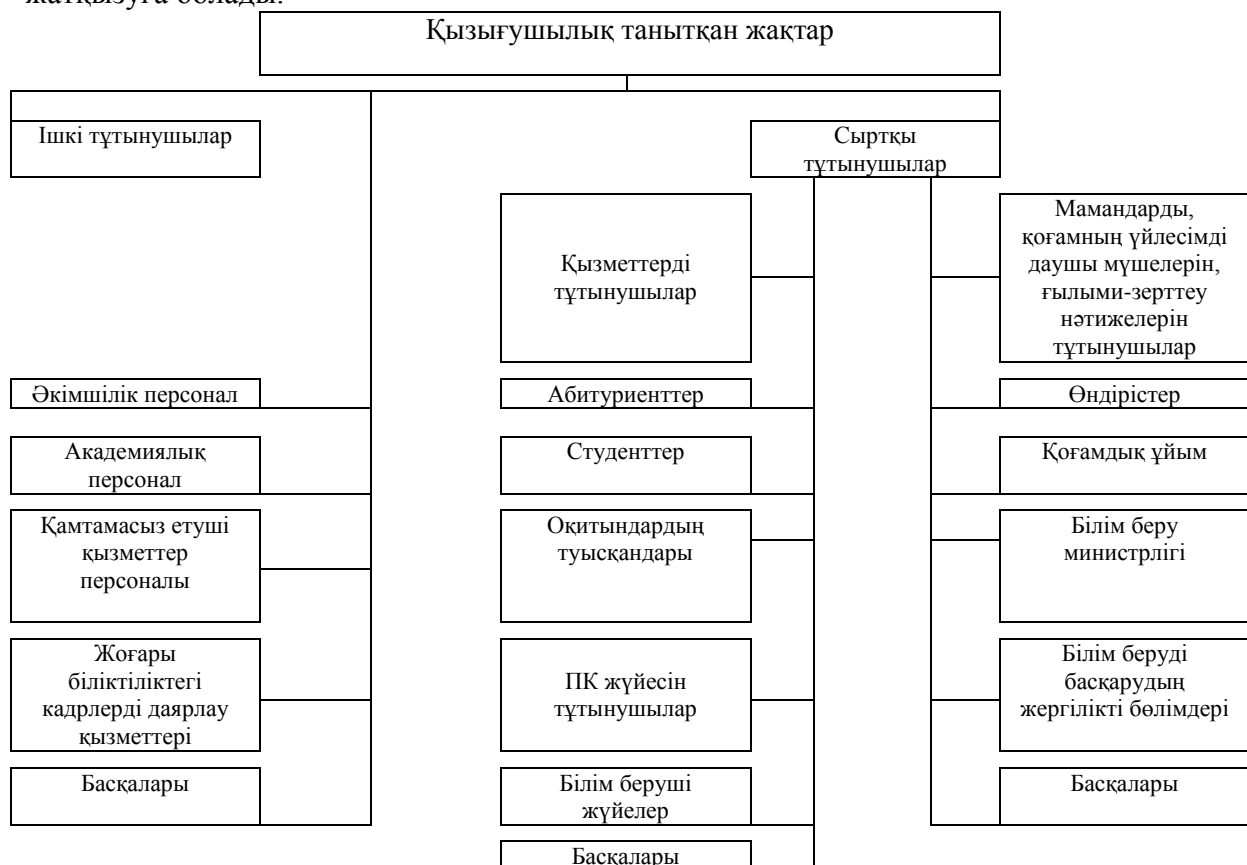 жатқызуға болады.
Қызығушылық танытқан жақтар
Ішкі тұтынушылар
Сыртқы
тұтынушылар
Қызметтерді
тұтынушылар
Мамандарды,
қоғамның үйлесімді
даушы мүшелерін,
ғылыми-зерттеу
нәтижелерін
тұтынушылар
Әкімшілік персонал
Абитуриенттер
Өндірістер
Академиялық
персонал
Студенттер
Қоғамдық ұйым
Қамтамасыз етуші
қызметтер
персоналы
Оқитындардың
туысқандары
Білім беру
министрлігі
Жоғары
біліктіліктегі
кадрлерді даярлау
қызметтері
ПК жүйесін
тұтынушылар
Білім беруді
басқарудың
жергілікті бөлімдері
Басқалары
Білім беруші
жүйелер
Басқалары
Басқалары